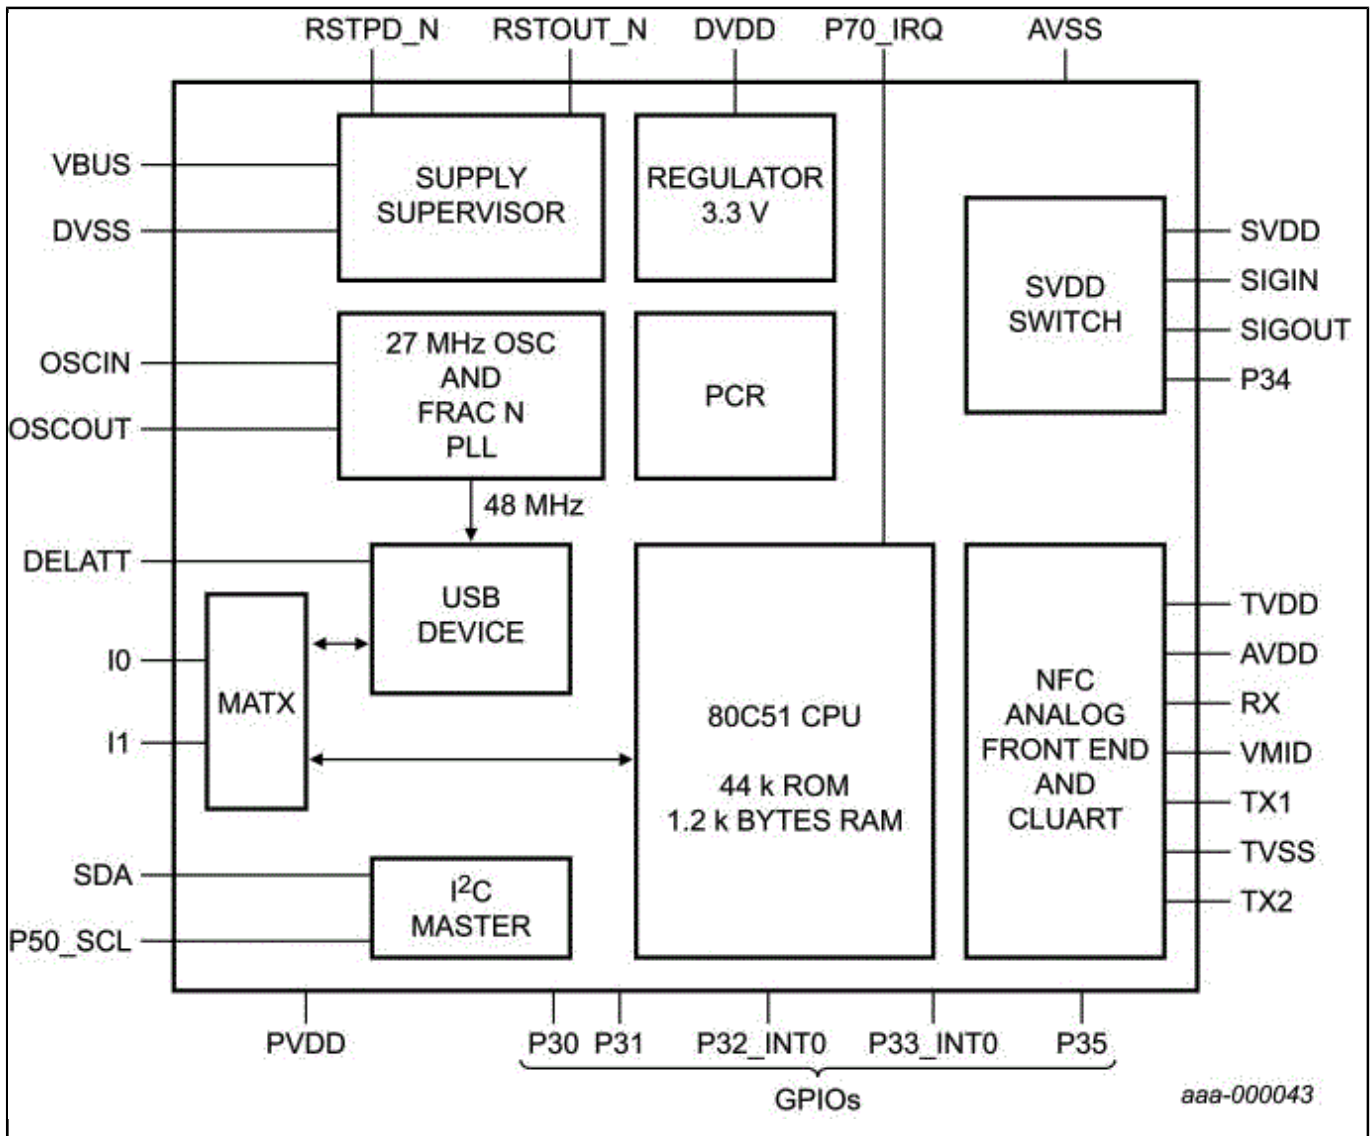 RSTPD_N RSTOUT_N DVDD P70_IRQ AVSS
VBUS
DVSS
SUPPLY
SUPERVISOR
REGULATOR
3.3 V
SVDD
SWITCH
SVDD
SIGIN
SIGOUT
P34
OSCIN
OSCOUT
27 MHz OSC
AND
FRAC N
PLL
PCR
48 MHz
DELATT
USB
DEVICE
I0
I1
MATX
80C51 CPU
44 k ROM
1.2 k BYTES RAM
NFC
ANALOG
FRONT END
AND
CLUART
TVDD
AVDD
RX
VMID
TX1
TVSS
TX2
SDA
P50_SCL
I²C
MASTER
PVDD P30 P31 P32_INT0 P33_INT0 P35
GPIOs
aaa-000043